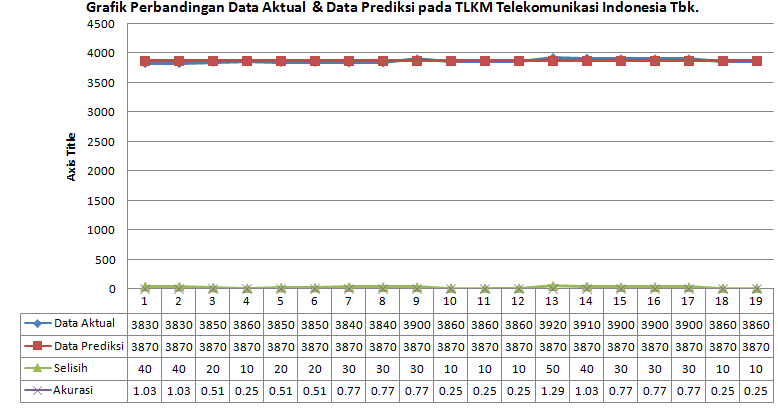 Grafik Perbandingan Data Aktual & Data Prediksi pada TLKM Telekomunikasi Indonesia Tbk.
4500
4000
3500
3000
2500
2000
1500
1000
500
0
Axis Title
1 2 3 4 5 6 7 8 9 10 11 12 13 14 15 16 17 18 19
Data Aktual 3830 3830 3850 3860 3850 3850 3840 3840 3900 3860 3860 3860 3920 3910 3900 3900 3900 3860 3860
Data Prediksi 3870 3870 3870 3870 3870 3870 3870 3870 3870 3870 3870 3870 3870 3870 3870 3870 3870 3870 3870
Selisih 40 40 20 10 20 20 30 30 30 10 10 10 50 40 30 30 30 10 10
Akurasi 1.03 1.03 0.51 0.25 0.51 0.51 0.77 0.77 0.77 0.25 0.25 0.25 1.29 1.03 0.77 0.77 0.77 0.25 0.25